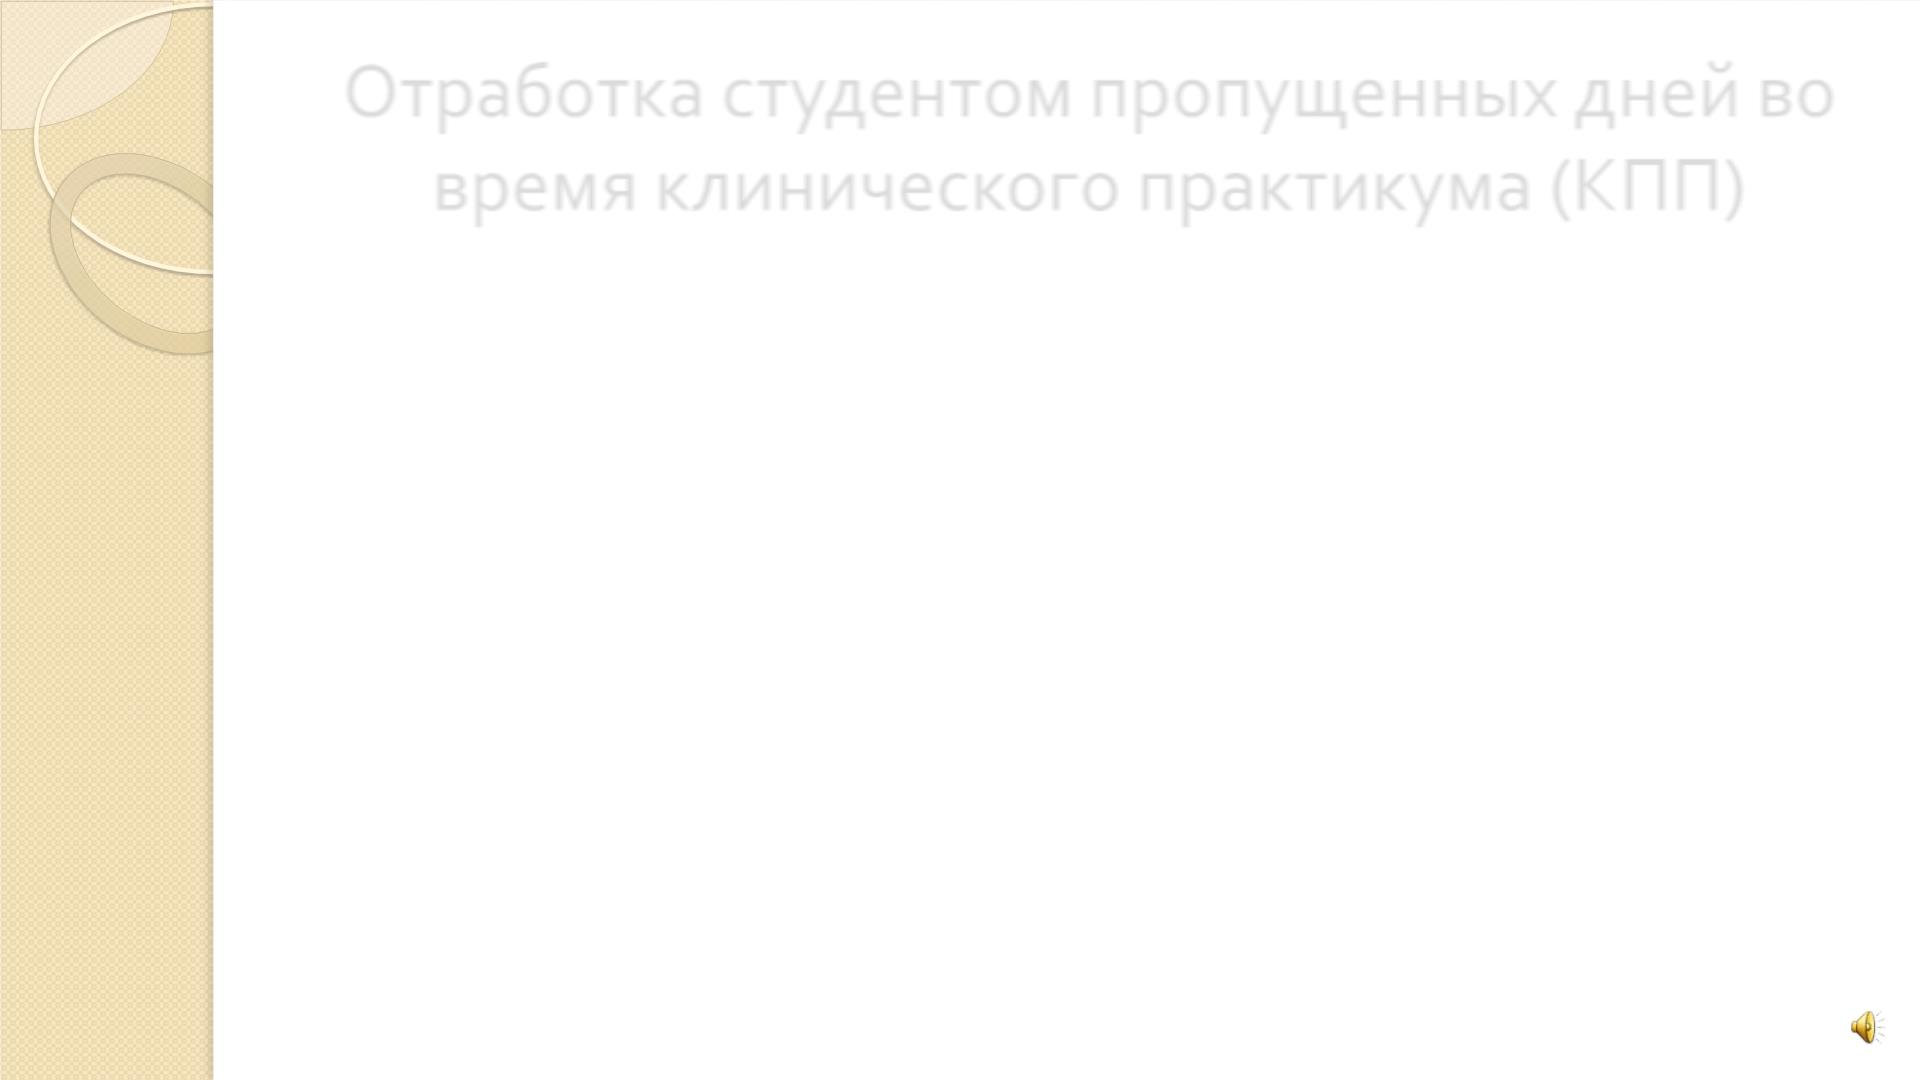 Отработка студентом пропущенных дней во
время клинического практикума (КПП)